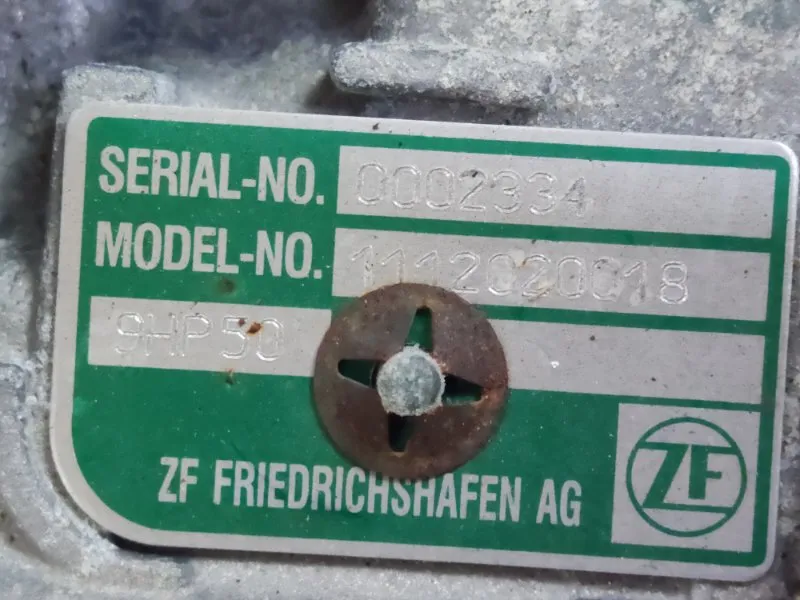 SERIAL-NO. 0002334
MODEL-NO. 1112020018
9HP50
ZF FRIEDRICHSHAFEN AG
ZF